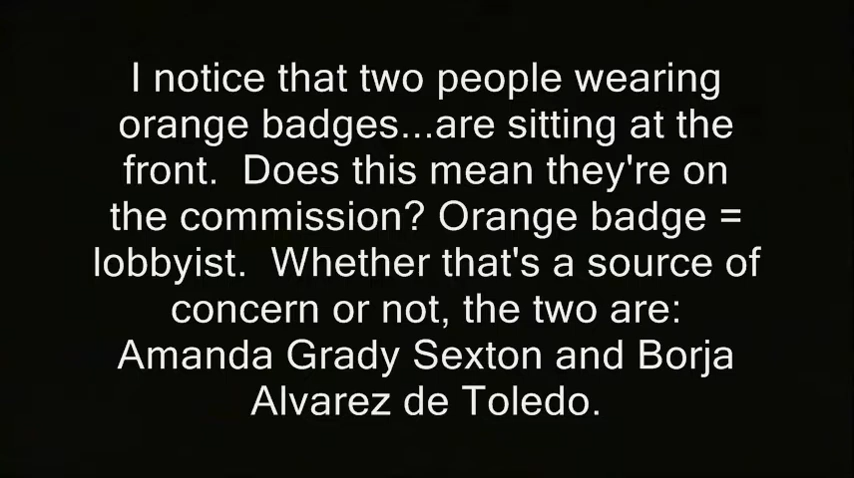 I notice that two people wearing
orange badges...are sitting at the
front.  Does this mean they're on
the commission? Orange badge =
lobbyist.  Whether that's a source of
concern or not, the two are:
Amanda Grady Sexton and Borja
Alvarez de Toledo.